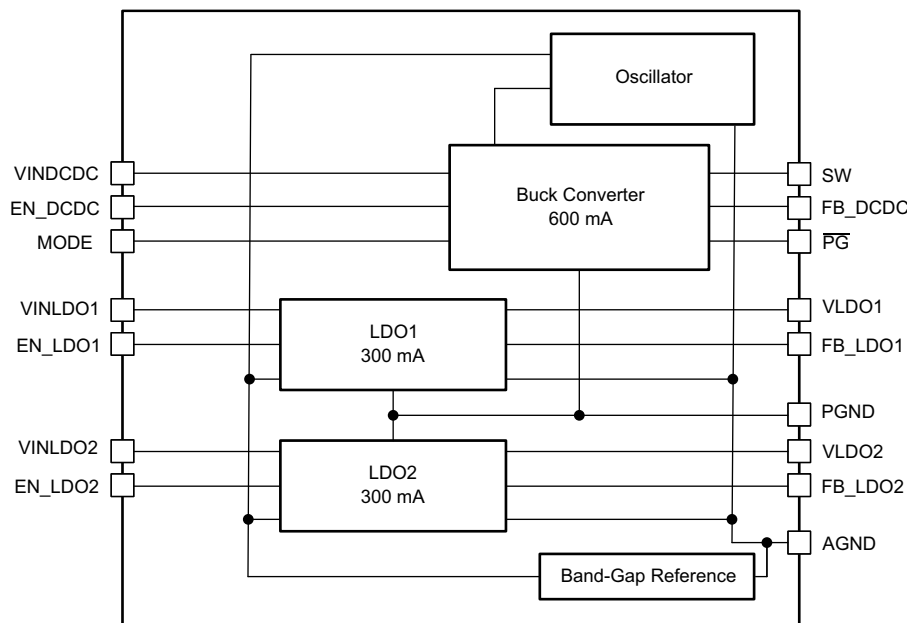 Oscillator
VINDCDC
EN_DCDC
MODE
Buck Converter
600 mA
SW
FB_DCDC
PG
VINLDO1
EN_LDO1
LDO1
300 mA
VLDO1
FB_LDO1
PGND
VINLDO2
EN_LDO2
LDO2
300 mA
VLDO2
FB_LDO2
AGND
Band-Gap Reference